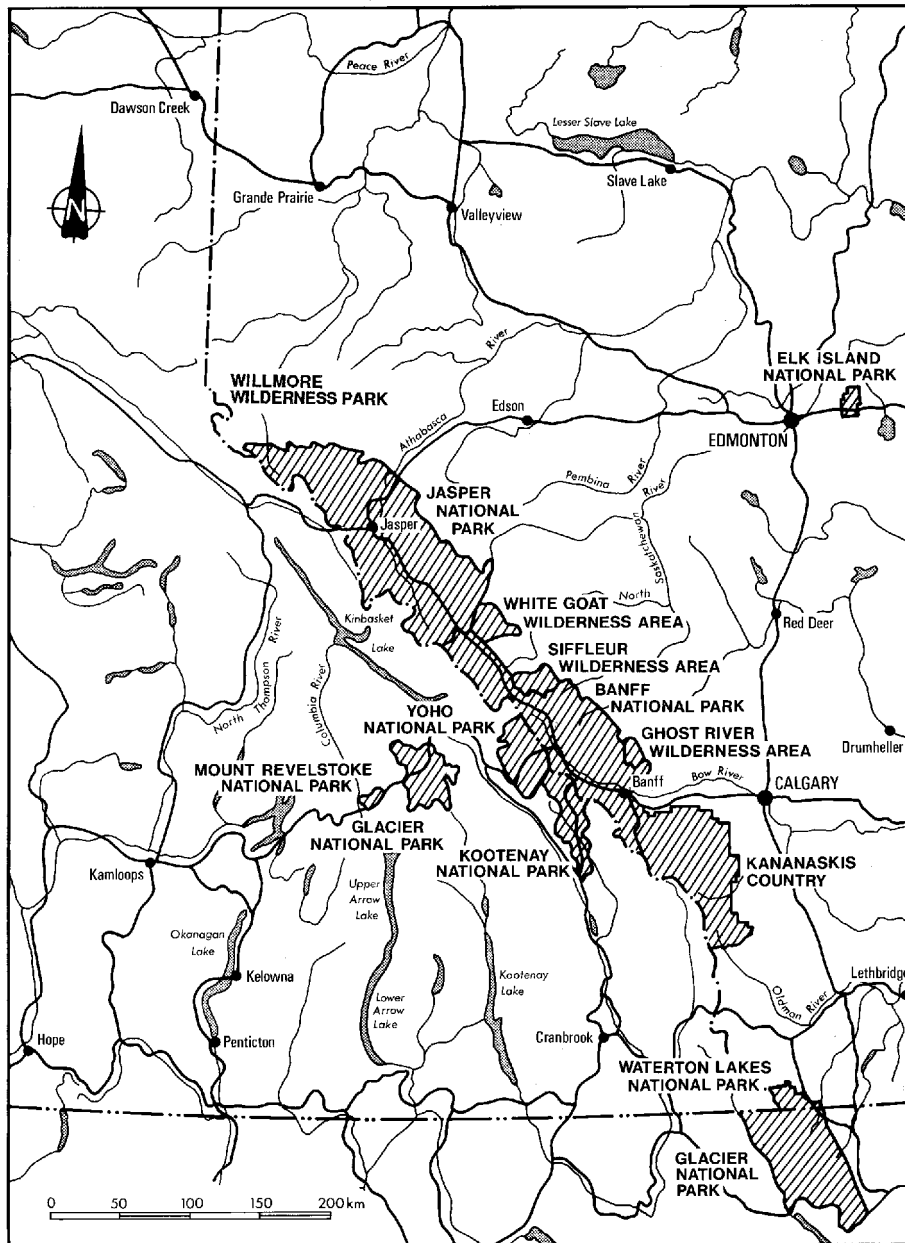 Peace River
Dawson Creek
Lesser Slave Lake
Slave Lake
Grande Prairie
Valleyview
N
River
Athabasca
ELK ISLAND
NATIONAL PARK
WILLMORE
WILDERNESS PARK
Edson
EDMONTON
Pembina
River
JASPER
NATIONAL
PARK
Jasper
River
Saskatchewan
North
WHITE GOAT
WILDERNESS AREA
Red Deer
Kinbasket
Lake
SIFFLEUR
WILDERNESS AREA
BANFF
NATIONAL PARK
North Thompson
River
Columbia River
YOHO
NATIONAL PARK
GHOST RIVER
WILDERNESS AREA
Drumheller
MOUNT REVELSTOKE
NATIONAL PARK
Banff
Bow River
CALGARY
GLACIER
NATIONAL PARK
KOOTENAY
NATIONAL PARK
KANANASKIS
COUNTRY
Kamloops
Upper
Arrow
Lake
Okanagan
Lake
Kelowna
Kootenay
Lake
Lethbridge
Oldman River
Lower
Arrow
Lake
Hope
Penticton
Cranbrook
WATERTON LAKES
NATIONAL PARK
GLACIER
NATIONAL
PARK
0 50 100 150 200 km